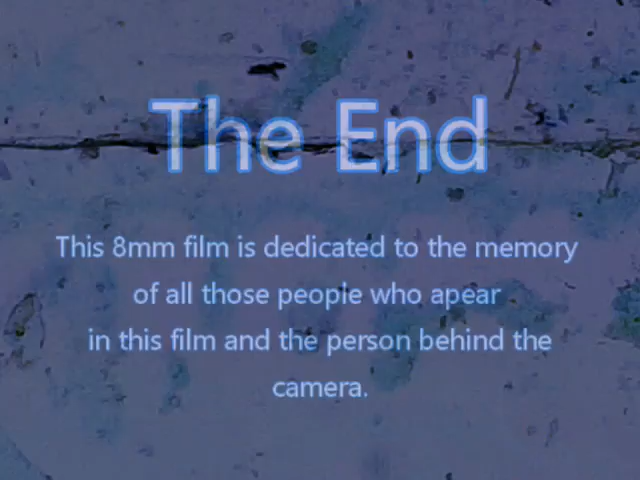 The End
This 8mm film is dedicated to the memory
of all those people who apear
in this film and the person behind the
camera.